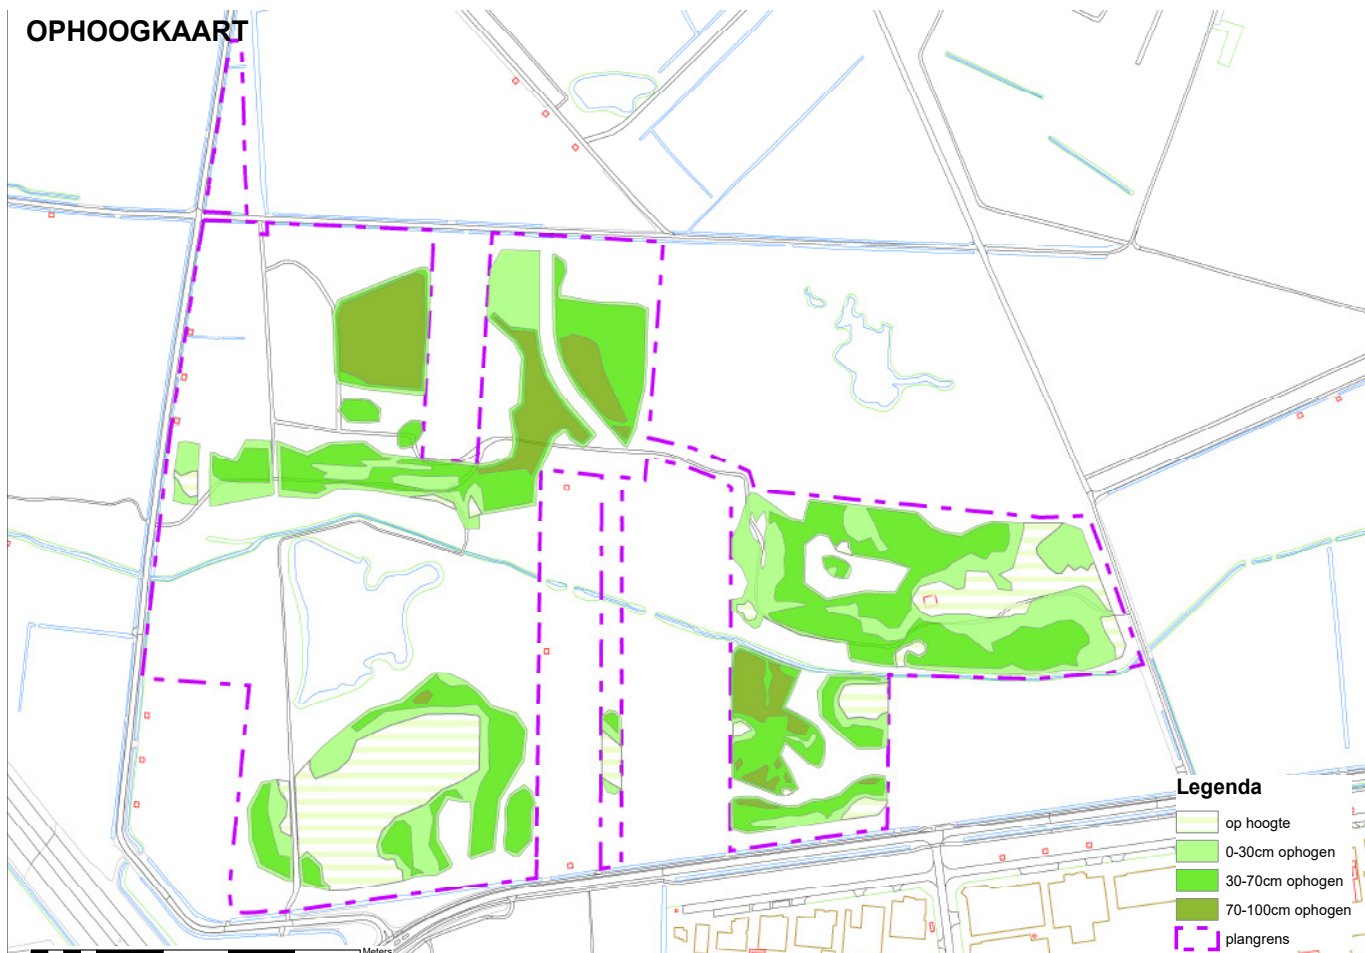 OPHOOGKAART
Legenda
op hoogte
0-30cm ophogen
30-70cm ophogen
70-100cm ophogen
plangrens
Meters